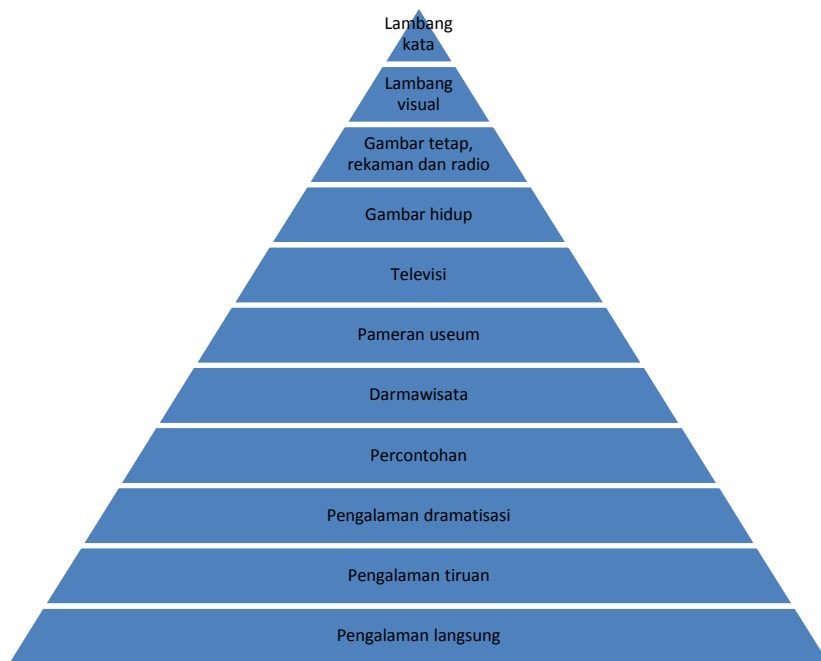 Lambang
kata
Lambang
visual
Gambar tetap,
rekaman dan radio
Gambar hidup
Televisi
Pameran useum
Darmawisata
Percontohan
Pengalaman dramatisasi
Pengalaman tiruan
Pengalaman langsung